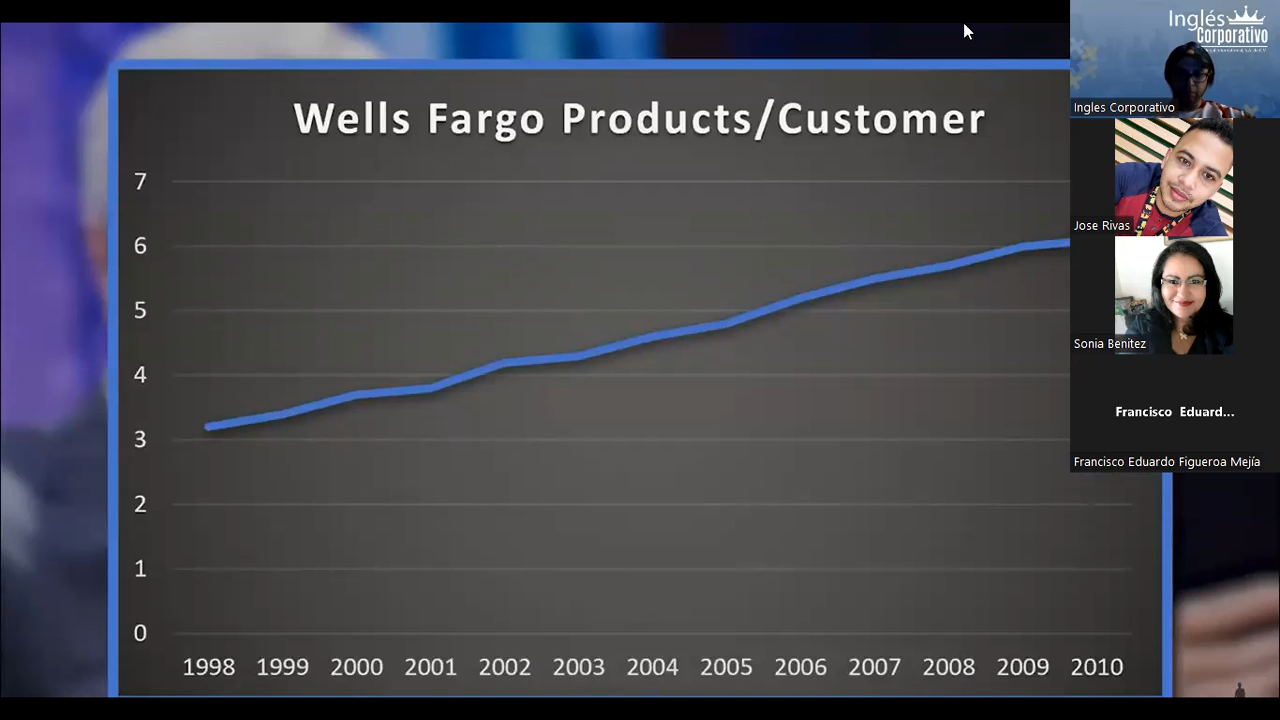 Wells Fargo Products/Customer
7
6
5
4
3
2
1
0
1998 1999 2000 2001 2002 2003 2004 2005 2006 2007 2008 2009 2010
Inglés
Corporativo
Ingles Corporativo
Jose Rivas
Sonia Benitez
Francisco Eduard...
Francisco Eduardo Figueroa Mejía